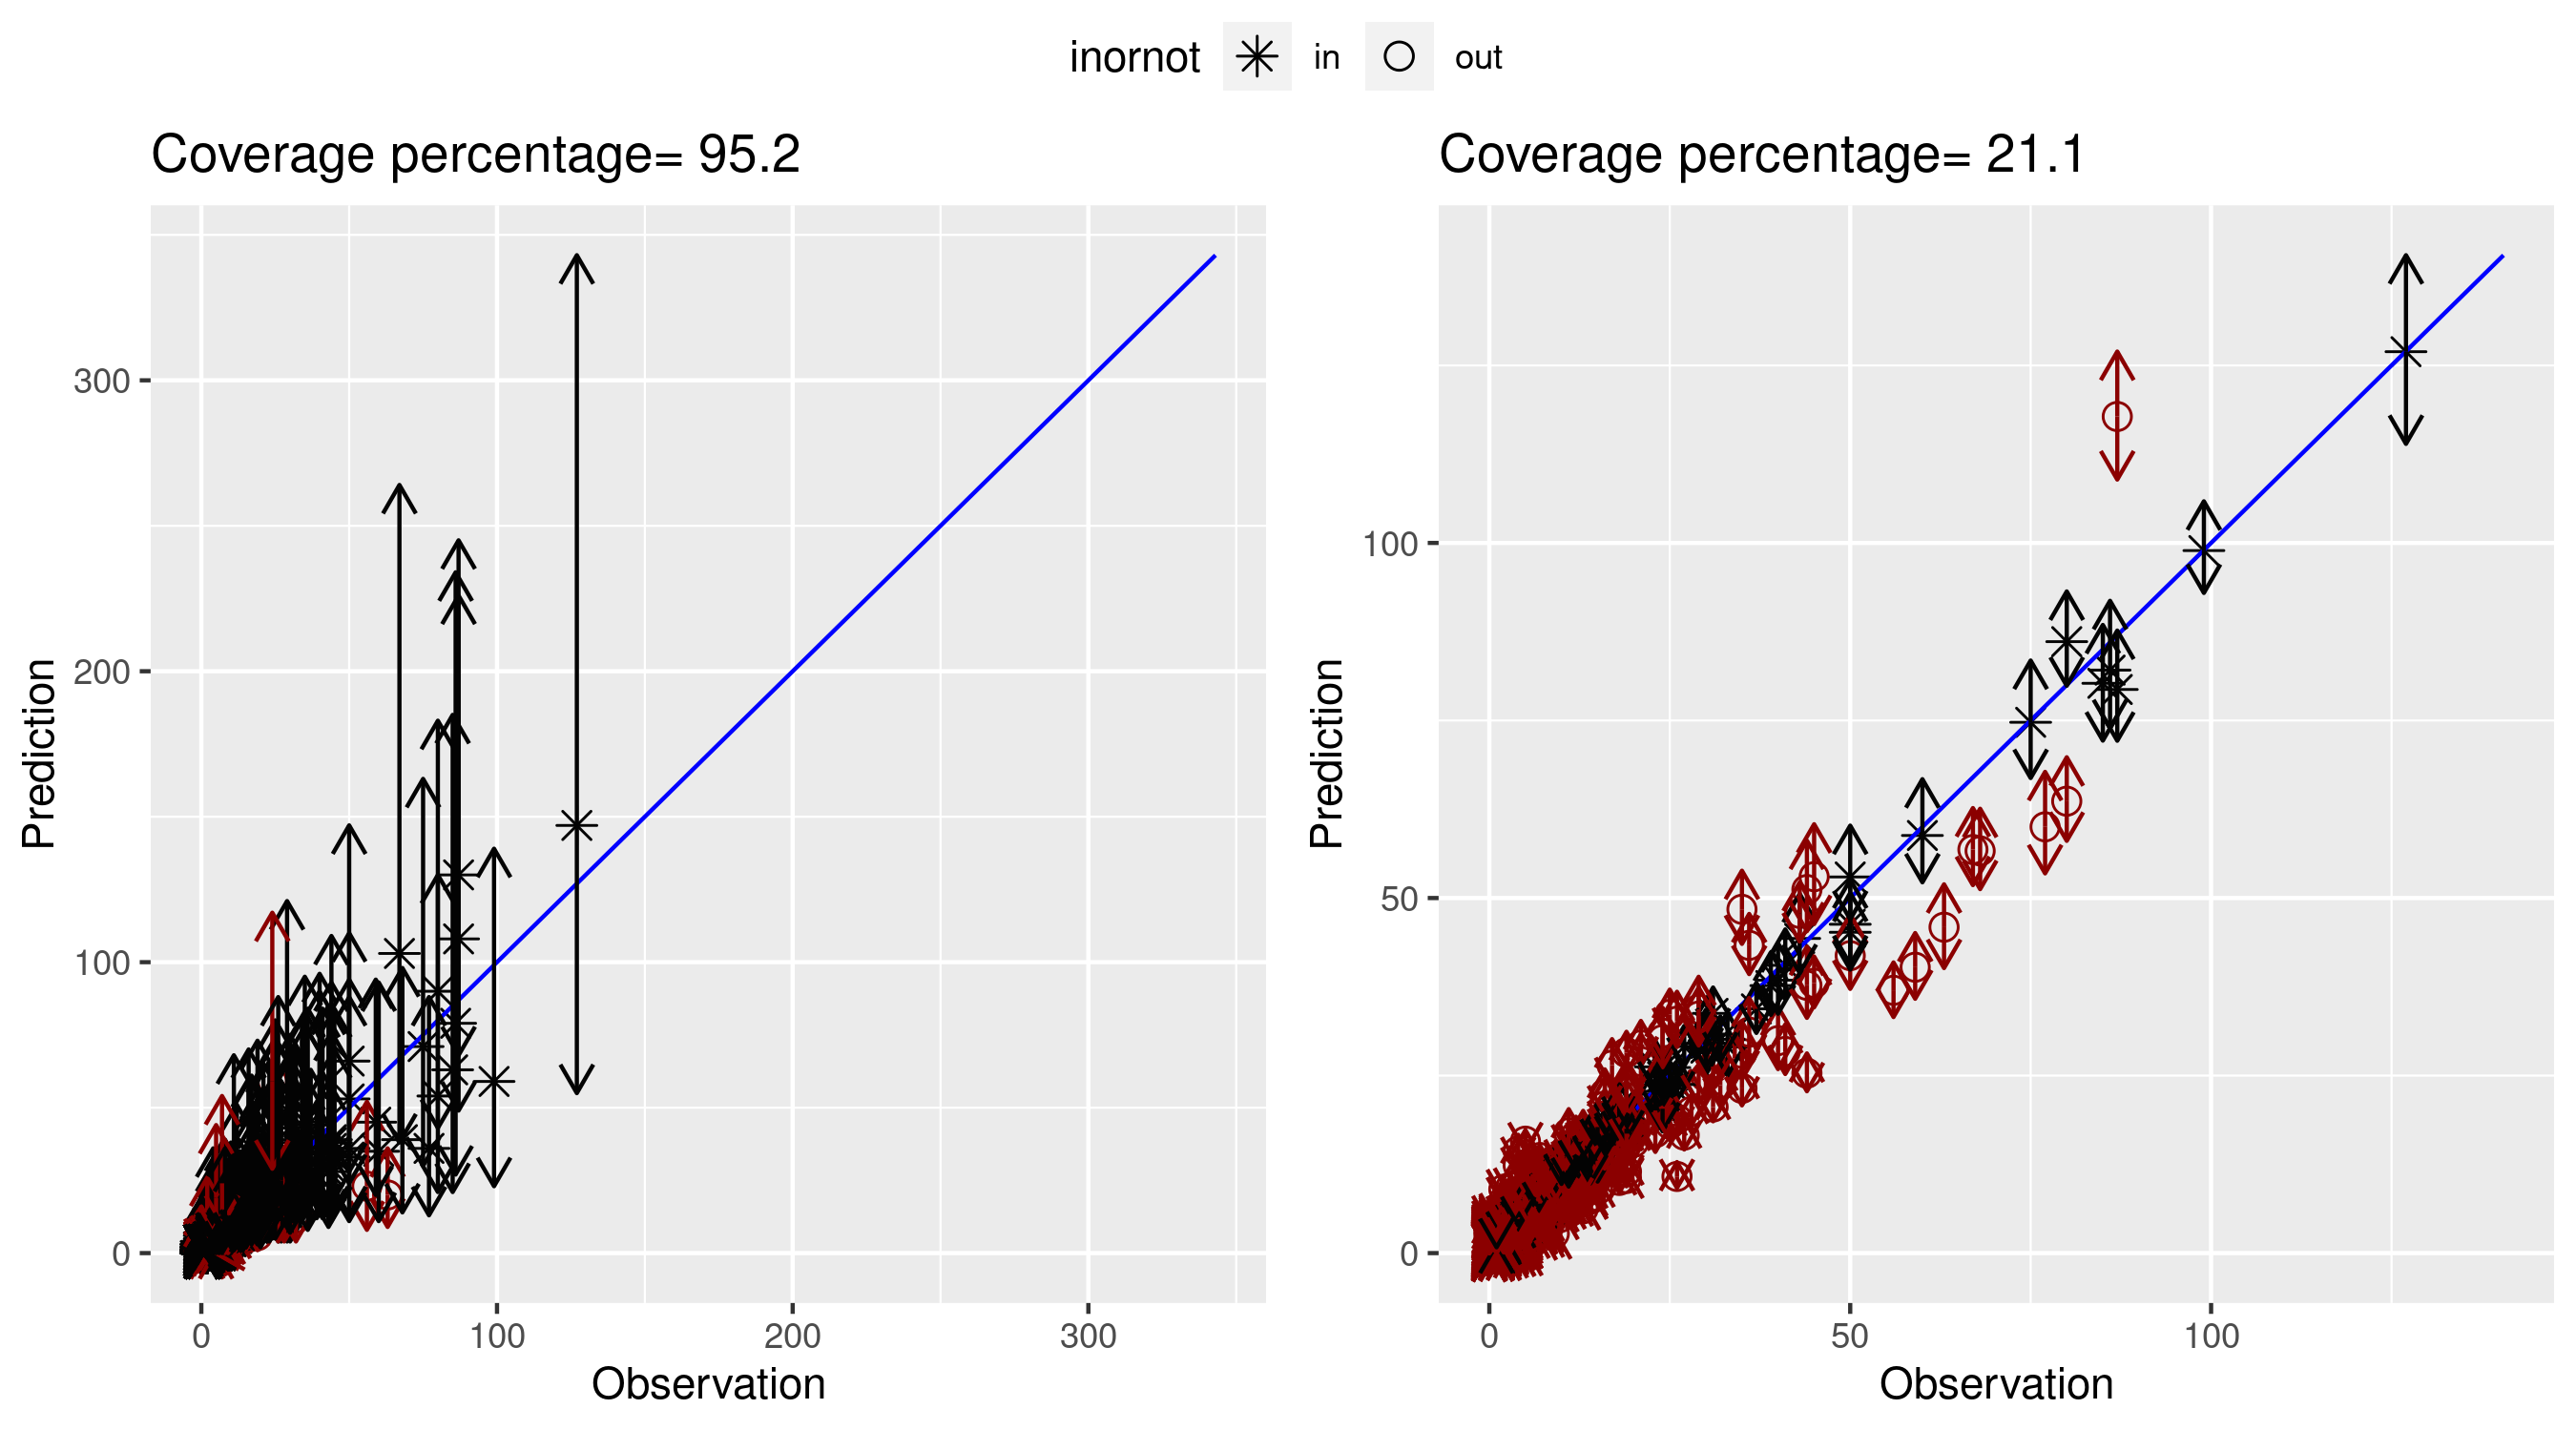 inornot in out
Coverage percentage= 95.2
Coverage percentage= 21.1
Prediction
300
200
100
0
0 100 200 300
Observation
Prediction
100
50
0
0 50 100
Observation